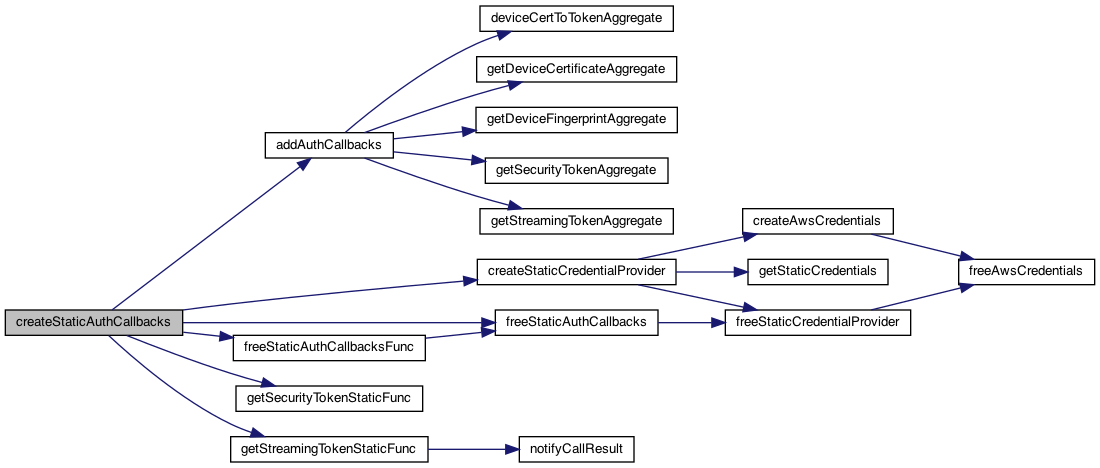 deviceCertToTokenAggregate
getDeviceCertificateAggregate
getDeviceFingerprintAggregate
addAuthCallbacks
getSecurityTokenAggregate
getStreamingTokenAggregate
createAwsCredentials
createStaticCredentialProvider
getStaticCredentials
freeAwsCredentials
createStaticAuthCallbacks
freeStaticAuthCallbacks
freeStaticCredentialProvider
freeStaticAuthCallbacksFunc
getSecurityTokenStaticFunc
getStreamingTokenStaticFunc
notifyCallResult